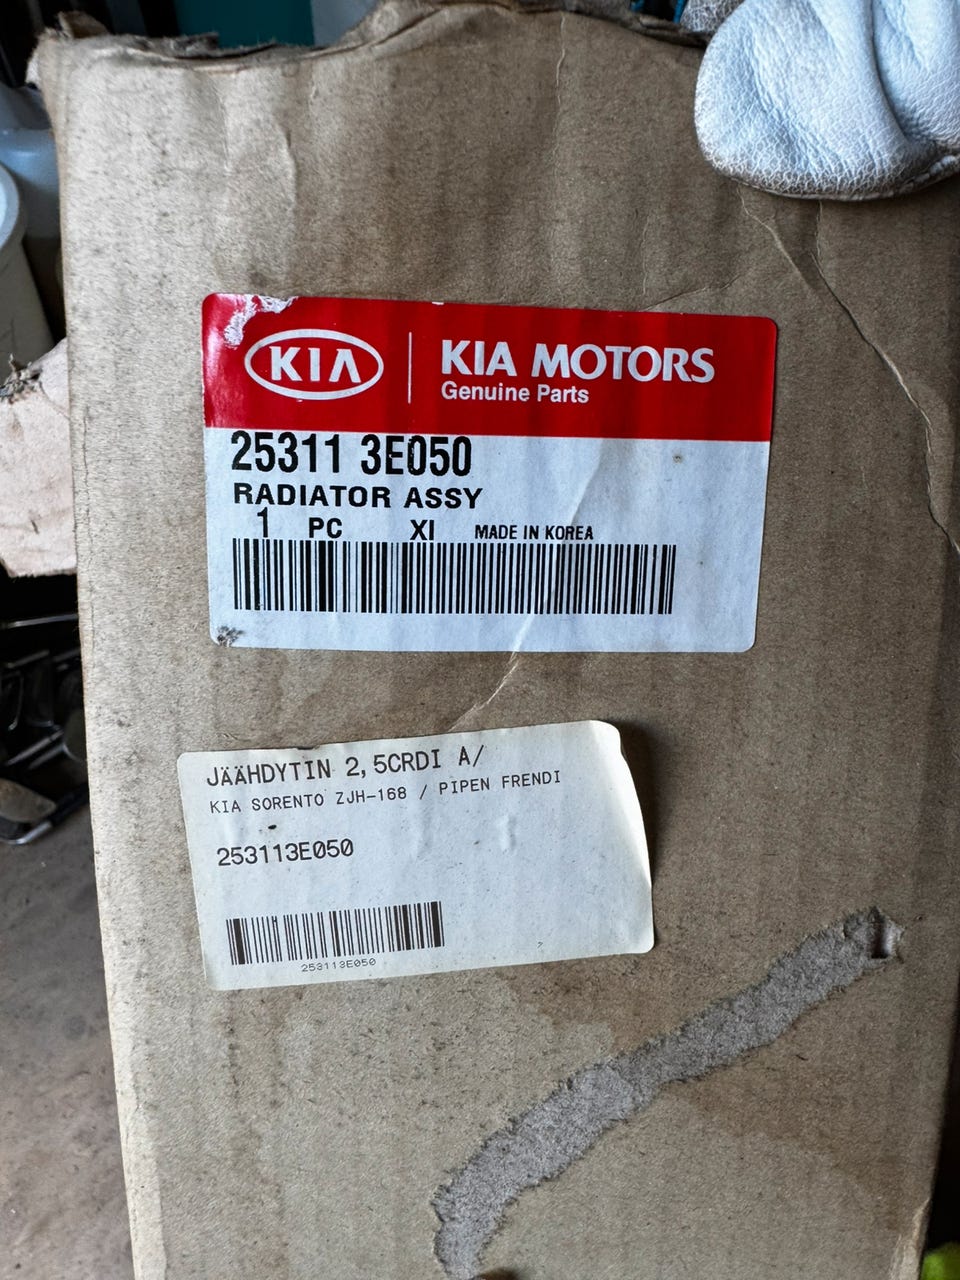 KIA
KIA MOTORS
Genuine Parts
25311 3E050
RADIATOR ASSY
1 PC XI MADE IN KOREA
JÄÄHDYTIN 2,5CRDI A/
KIA SORENTO ZJH-168 / PIPEN FRENDI
253113E050
253113E050